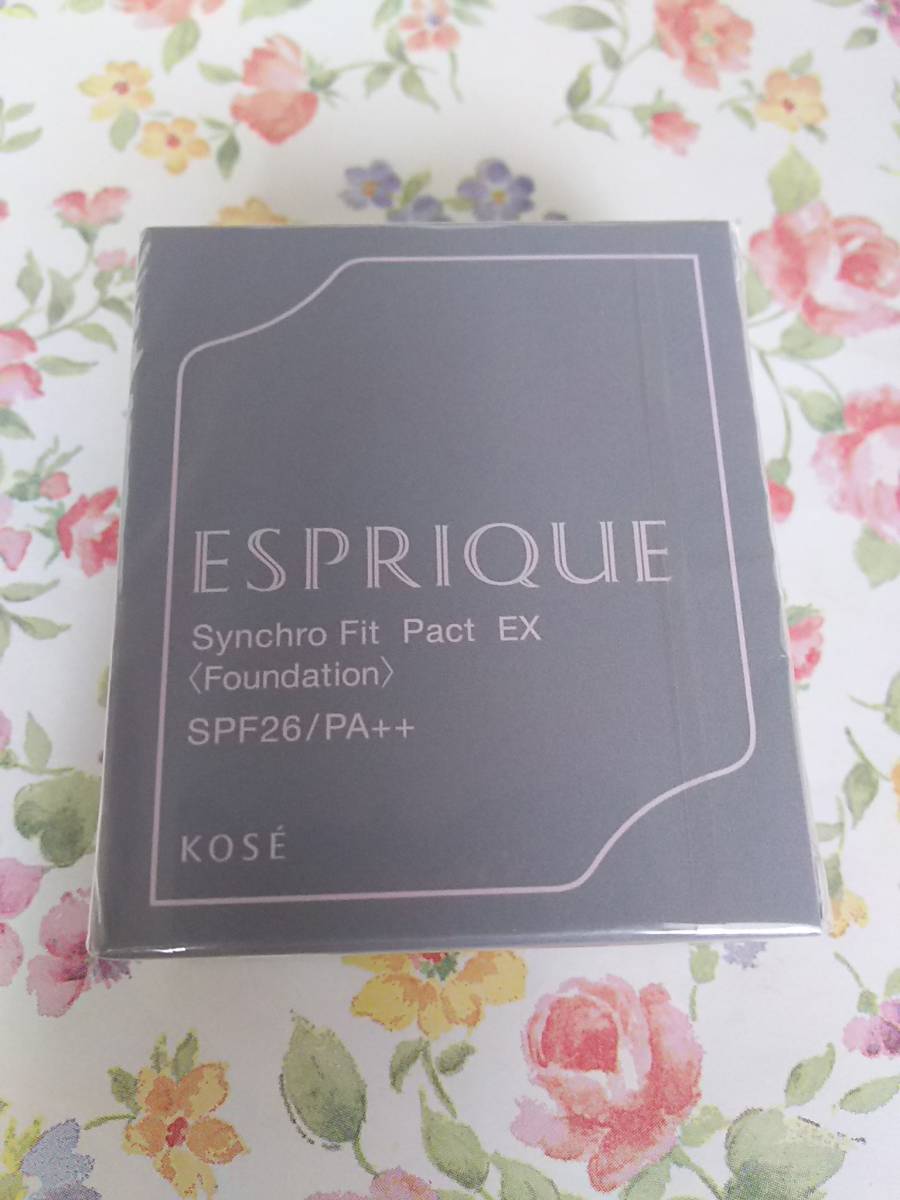 ESPRIQUE
Synchro Fit Pact EX
〈Foundation〉
SPF26/PA++
KOSÉ